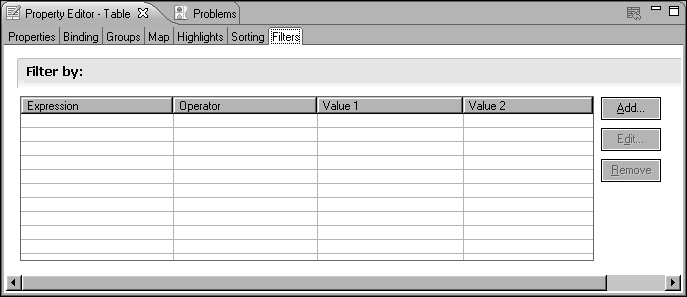 Property Editor - Table Problems
Properties Binding Groups Map Highlights Sorting Filters
Filter by:
Expression Operator Value 1 Value 2
Add...
Edit...
Remove